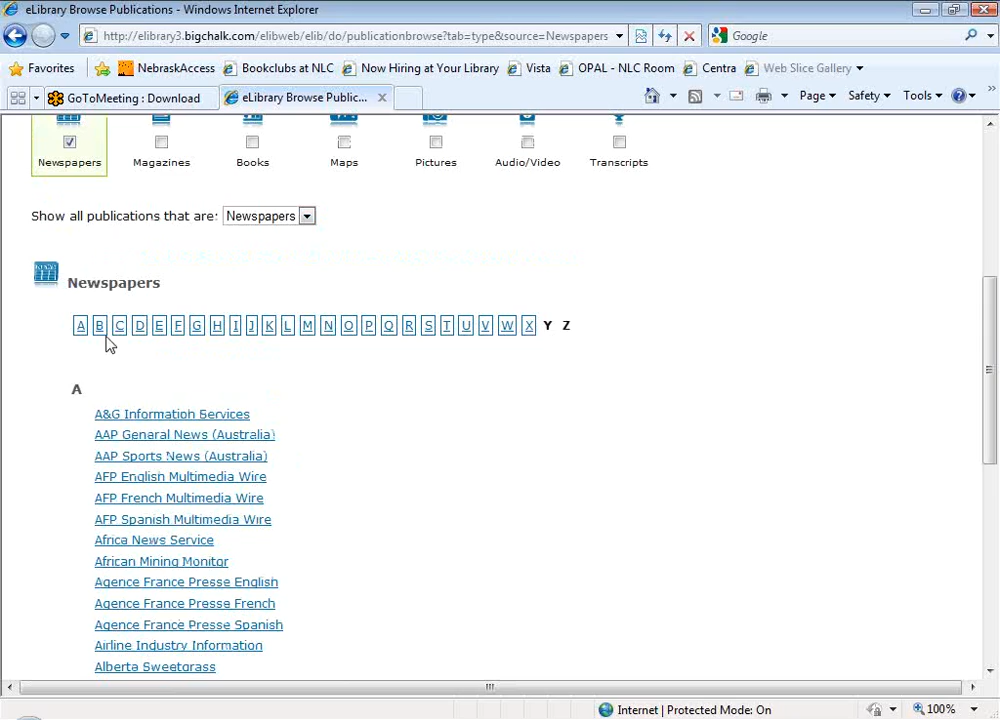 eLibrary Browse Publications - Windows Internet Explorer
http://elibrary3.bigchalk.com/elibweb/elib/do/publicationbrowse?tab=type&source=Newspapers Google
Favorites NebraskAccess Bookclubs at NLC Now Hiring at Your Library Vista OPAL - NLC Room Centra Web Slice Gallery
GoToMeeting : Download eLibrary Browse Public... Page Safety Tools
Newspapers Magazines Books Maps Pictures Audio/Video Transcripts
Show all publications that are: Newspapers
Newspapers
A B C D E F G H I J K L M N O P Q R S T U V W X Y Z
A
A&G Information Services
AAP General News (Australia)
AAP Sports News (Australia)
AFP English Multimedia Wire
AFP French Multimedia Wire
AFP Spanish Multimedia Wire
Africa News Service
African Mining Monitor
Agence France Presse English
Agence France Presse French
Agence France Presse Spanish
Airline Industry Information
Alberta Sweetgrass
Internet | Protected Mode: On 100%